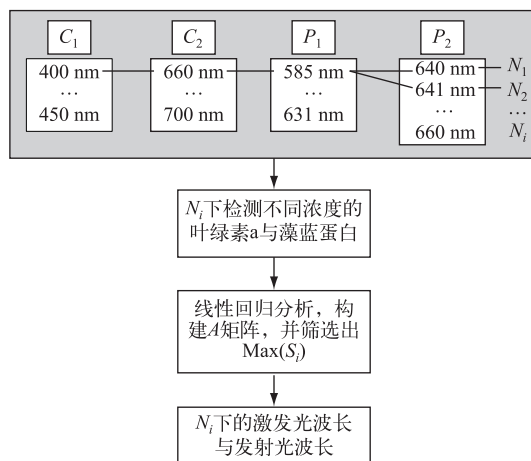 C₁ C₂ P₁ P₂
400 nm 660 nm 585 nm 640 nm N₁
… … … 641 nm N₂
450 nm 700 nm 631 nm … …
660 nm Nᵢ
Nᵢ下检测不同浓度的
叶绿素a与藻蓝蛋白
线性回归分析，构
建A矩阵，并筛选出
Max(Sᵢ)
Nᵢ下的激发光波长
与发射光波长